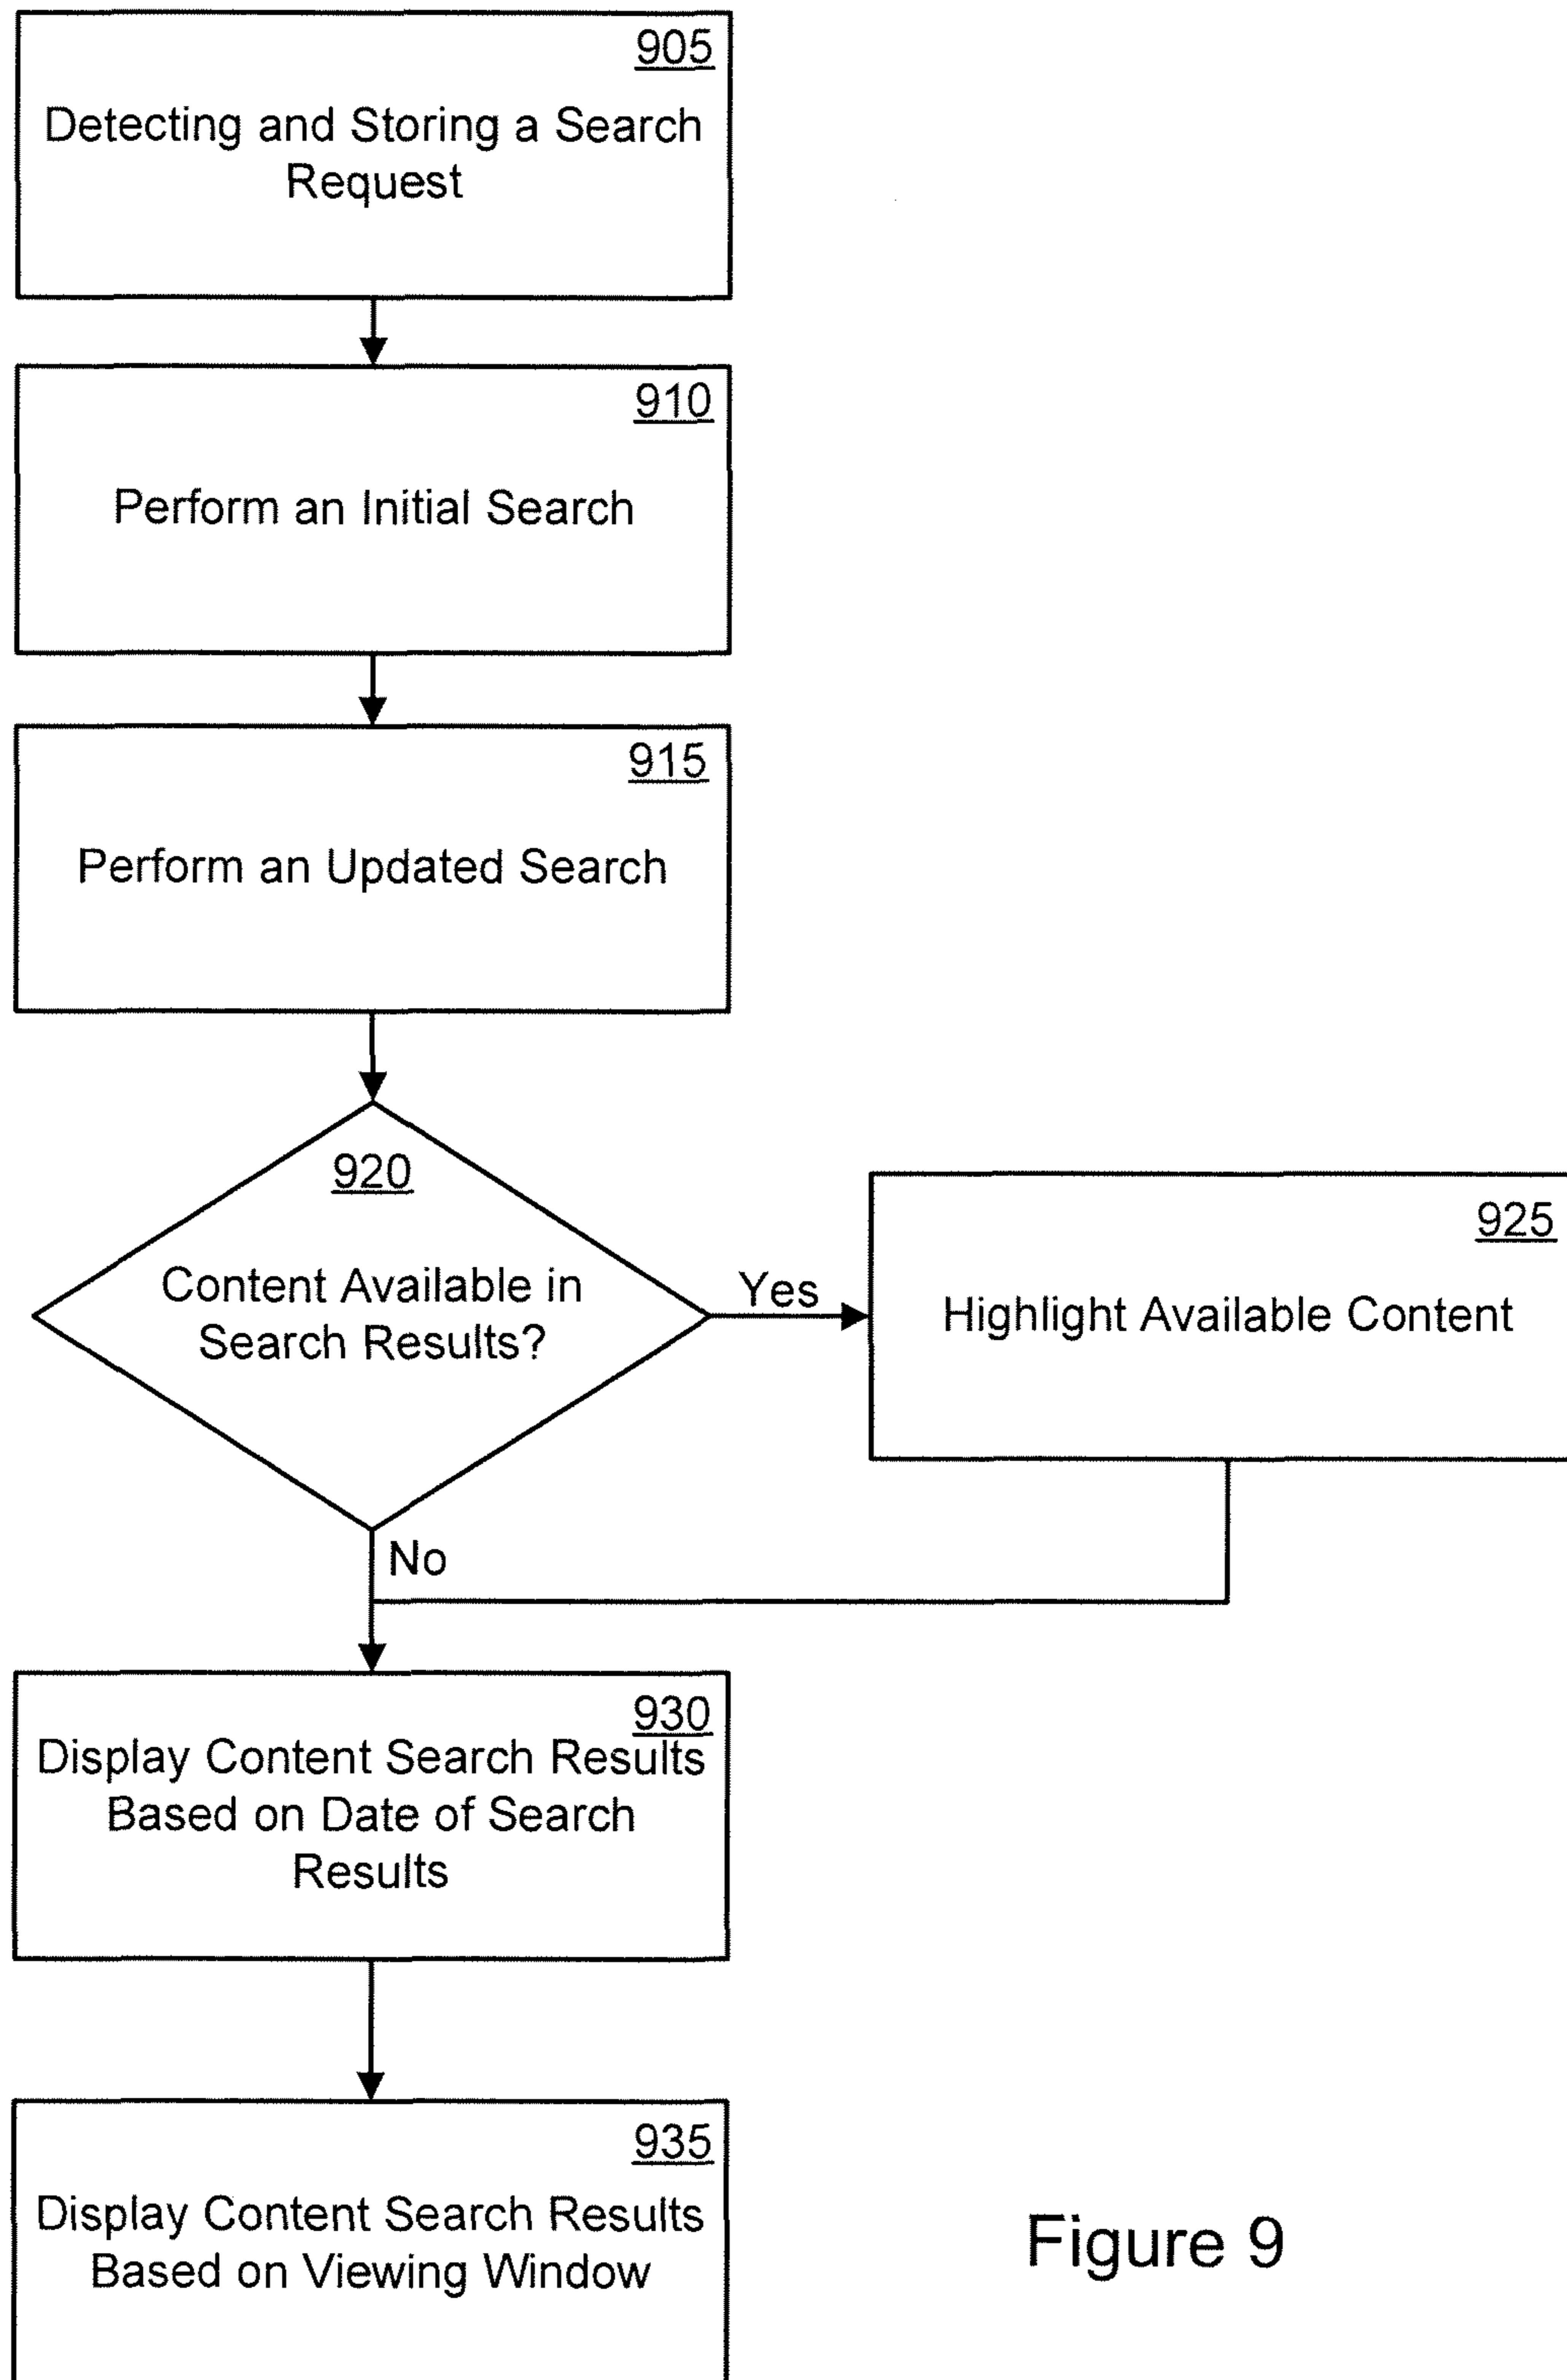 905
Detecting and Storing a Search
Request
910
Perform an Initial Search
915
Perform an Updated Search
920
Content Available in
Search Results?
Yes
925
Highlight Available Content
No
930
Display Content Search Results
Based on Date of Search
Results
935
Display Content Search Results
Based on Viewing Window
Figure 9